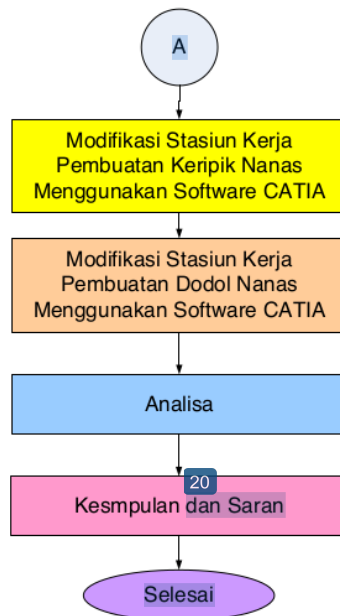 A
Modifikasi Stasiun Kerja
Pembuatan Keripik Nanas
Menggunakan Software CATIA
Modifikasi Stasiun Kerja
Pembuatan Dodol Nanas
Menggunakan Software CATIA
Analisa
20
Kesmpulan dan Saran
Selesai